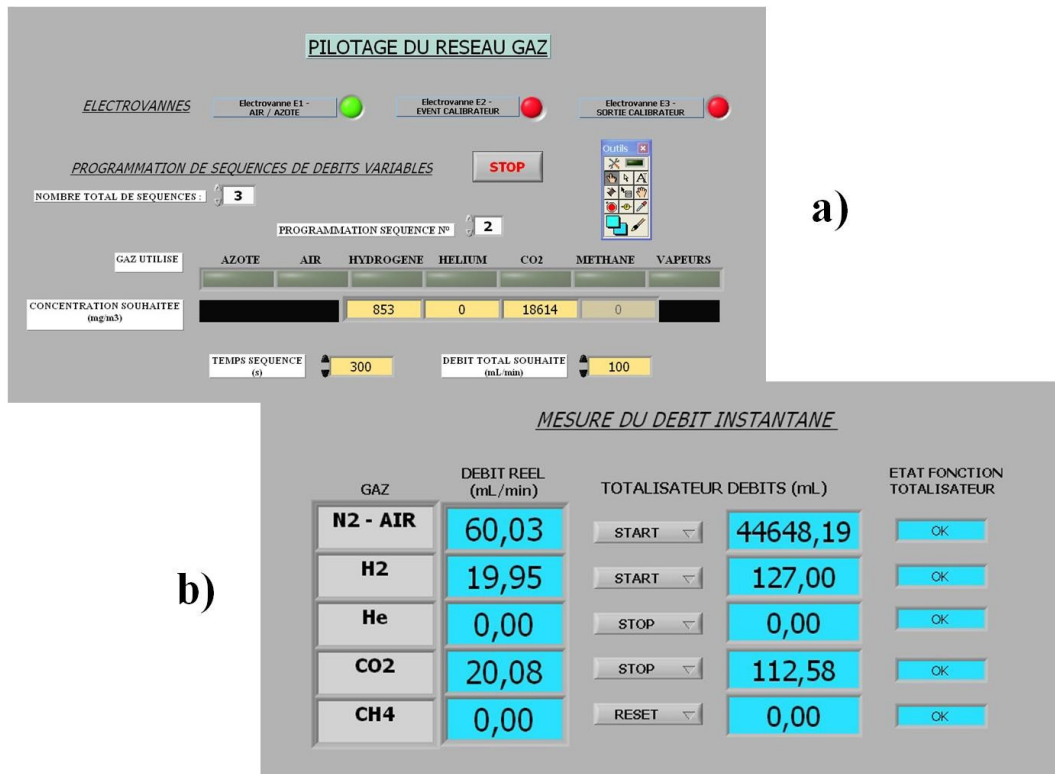 PILOTAGE DU RESEAU GAZ
ELECTROVANNES
Electrovanne E1 -
AIR / AZOTE
Electrovanne E2 -
EVENT CALIBRATEUR
Electrovanne E3 -
SORTIE CALIBRATEUR
PROGRAMMATION DE SEQUENCES DE DEBITS VARIABLES
STOP
Outils
NOMBRE TOTAL DE SEQUENCES :
3
PROGRAMMATION SEQUENCE N°
2
a)
GAZ UTILISE
AZOTE AIR HYDROGENE HELIUM CO2 METHANE VAPEURS
CONCENTRATION SOUHAITEE
(mg/m3)
853 0 18614 0
TEMPS SEQUENCE
(s)
300
DEBIT TOTAL SOUHAITE
(mL/min)
100
MESURE DU DEBIT INSTANTANE
GAZ
DEBIT REEL
(mL/min)
TOTALISATEUR DEBITS (mL)
ETAT FONCTION
TOTALISATEUR
N2 - AIR 60,03 START 44648,19 OK
H2 19,95 START 127,00 OK
b)
He 0,00 STOP 0,00 OK
CO2 20,08 STOP 112,58 OK
CH4 0,00 RESET 0,00 OK